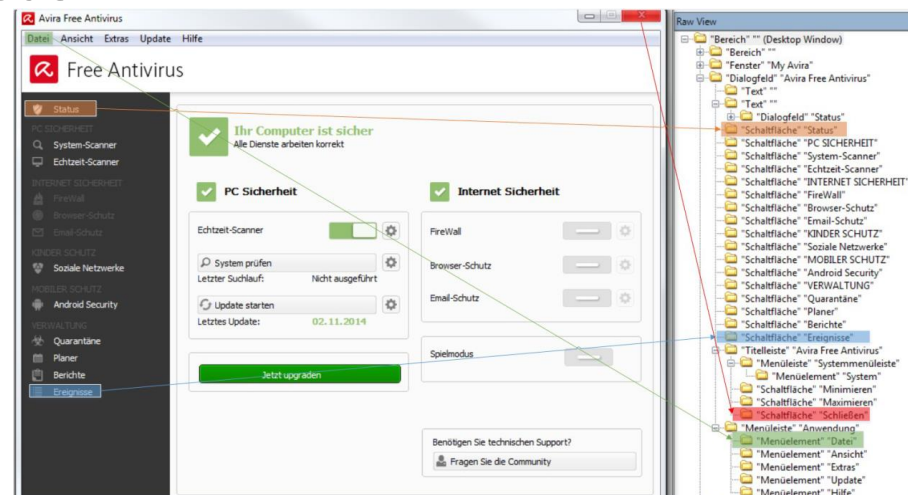 Avira Free Antivirus
Datei Ansicht Extras Update Hilfe
Free Antivirus
Status
PC SICHERHEIT
System-Scanner
Echtzeit-Scanner
INTERNET SICHERHEIT
FireWall
Browser-Schutz
Email-Schutz
KINDER SCHUTZ
Soziale Netzwerke
MOBILER SCHUTZ
Android Security
VERWALTUNG
Quarantäne
Planer
Berichte
Ereignisse
Ihr Computer ist sicher
Alle Dienste arbeiten korrekt
PC Sicherheit
Echtzeit-Scanner
System prüfen
Letzter Suchlauf: Nicht ausgeführt
Update starten
Letztes Update: 02.11.2014
Jetzt upgraden
Internet Sicherheit
FireWall
Browser-Schutz
Email-Schutz
Spielmodus
Benötigen Sie technischen Support?
Fragen Sie die Community
Raw View
"Bereich" "" (Desktop Window)
"Bereich" ""
"Fenster" "My Avira"
"Dialogfeld" "Avira Free Antivirus"
"Text" ""
"Text" ""
"Dialogfeld" "Status"
"Schaltfläche" "Status"
"Schaltfläche" "PC SICHERHEIT"
"Schaltfläche" "System-Scanner"
"Schaltfläche" "Echtzeit-Scanner"
"Schaltfläche" "INTERNET SICHERHEIT"
"Schaltfläche" "FireWall"
"Schaltfläche" "Browser-Schutz"
"Schaltfläche" "Email-Schutz"
"Schaltfläche" "KINDER SCHUTZ"
"Schaltfläche" "Soziale Netzwerke"
"Schaltfläche" "MOBILER SCHUTZ"
"Schaltfläche" "Android Security"
"Schaltfläche" "VERWALTUNG"
"Schaltfläche" "Quarantäne"
"Schaltfläche" "Planer"
"Schaltfläche" "Berichte"
"Schaltfläche" "Ereignisse"
"Titelleiste" "Avira Free Antivirus"
"Menüleiste" "Systemmenüleiste"
"Menüelement" "System"
"Schaltfläche" "Minimieren"
"Schaltfläche" "Maximieren"
"Schaltfläche" "Schließen"
"Menüleiste" "Anwendung"
"Menüelement" "Datei"
"Menüelement" "Ansicht"
"Menüelement" "Extras"
"Menüelement" "Update"
"Menüelement" "Hilfe"